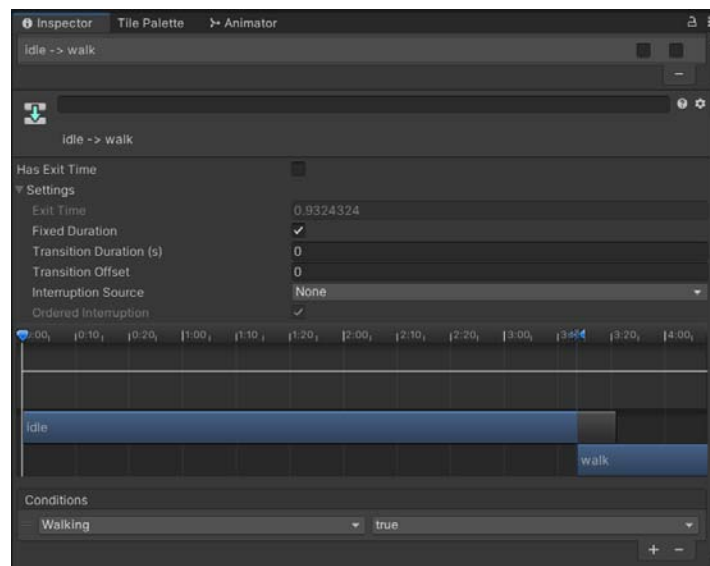 Inspector Tile Palette Animator
idle -> walk
idle -> walk
Has Exit Time
Settings
Exit Time 0.9324324
Fixed Duration
Transition Duration (s) 0
Transition Offset 0
Interruption Source None
Ordered Interruption
0:00 0:10 0:20 1:00 1:10 1:20 2:00 2:10 2:20 3:00 3:20 4:00
idle
walk
Conditions
Walking true